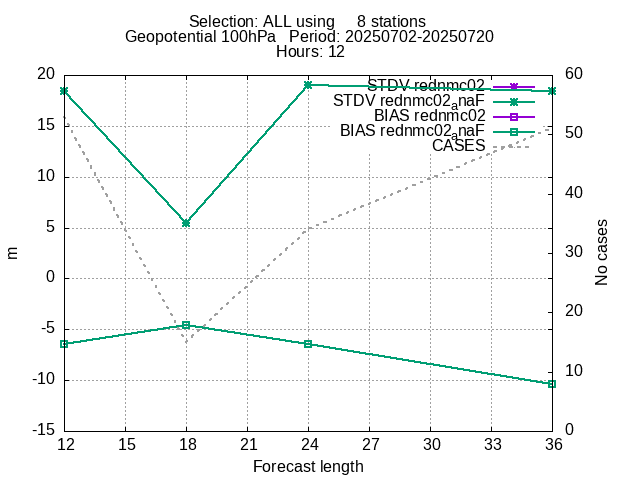 Selection: ALL using     8 stations
Geopotential 100hPa   Period: 20250702-20250720
Hours: 12
STDV rednmc02
STDV rednmc02anaF
BIAS rednmc02
BIAS rednmc02anaF
CASES
20
15
10
5
0
-5
-10
-15
m
60
50
40
30
20
10
0
No cases
12 15 18 21 24 27 30 33 36
Forecast length